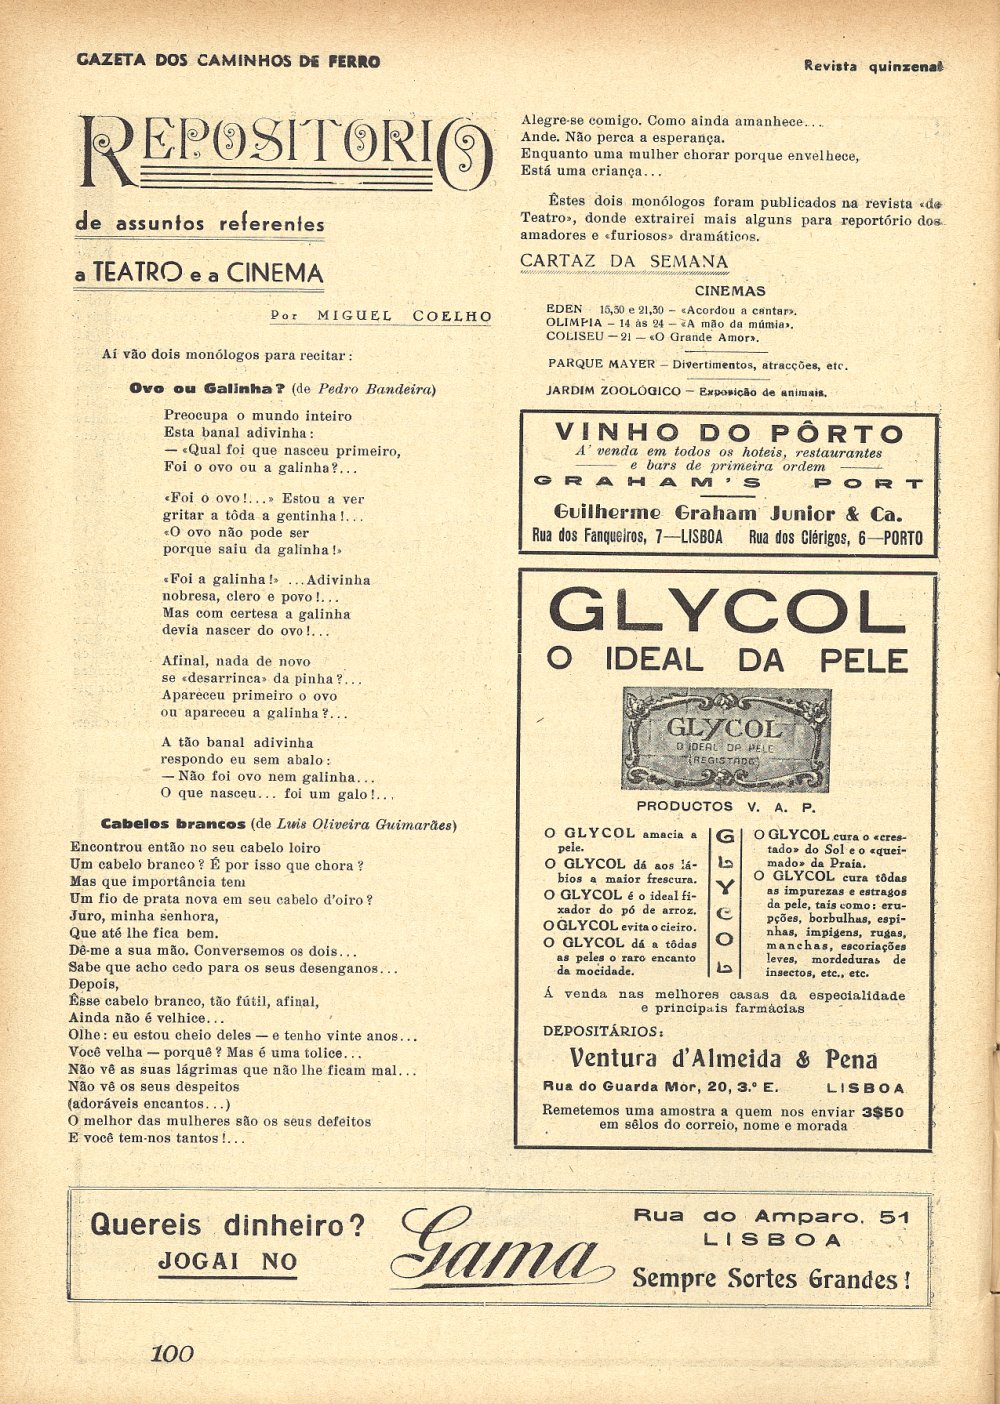 GAZETA DOS CAMINHOS DE FERRO
Revista quinzenal
REPOSITORIO
de assuntos referentes
a TEATRO e a CINEMA
Por MIGUEL COELHO
Aí vão dois monólogos para recitar:
Ovo ou Galinha? (de Pedro Bandeira)
Preocupa o mundo inteiro
Esta banal adivinha:
— «Qual foi que nasceu primeiro,
Foi o ovo ou a galinha?...
«Foi o ovo!...» Estou a ver
gritar a tôda a gentinha!...
«O ovo não pode ser
porque saiu da galinha!»
«Foi a galinha!» ...Adivinha
nobresa, clero e povo!...
Mas com certesa a galinha
devia nascer do ovo!...
Afinal, nada de novo
se «desarrinca» da pinha?...
Apareceu primeiro o ovo
ou apareceu a galinha?...
A tão banal adivinha
respondo eu sem abalo:
— Não foi ovo nem galinha...
O que nasceu... foi um galo!...
Cabelos brancos (de Luis Oliveira Guimarães)
Encontrou então no seu cabelo loiro
Um cabelo branco? É por isso que chora?
Mas que importância tem
Um fio de prata nova em seu cabelo d'oiro?
Juro, minha senhora,
Que até lhe fica bem.
Dê-me a sua mão. Conversemos os dois...
Sabe que acho cedo para os seus desenganos...
Depois,
Êsse cabelo branco, tão fútil, afinal,
Ainda não é velhice...
Olhe: eu estou cheio deles — e tenho vinte anos...
Você velha — porquê? Mas é uma tolice...
Não vê as suas lágrimas que não lhe ficam mal...
Não vê os seus despeitos
(adoráveis encantos...)
O melhor das mulheres são os seus defeitos
E você tem-nos tantos!...
Alegre-se comigo. Como ainda amanhece...
Ande. Não perca a esperança.
Enquanto uma mulher chorar porque envelhece,
Está uma criança...
Êstes dois monólogos foram publicados na revista «de
Teatro», donde extrairei mais alguns para reportório dos
amadores e «furiosos» dramáticos.
CARTAZ DA SEMANA
CINEMAS
EDEN 15,30 e 21,30 — «Acordou a cantar».
OLIMPIA — 14 ás 24 — «A mão da múmia».
COLISEU — 21 — «O Grande Amor».
PARQUE MAYER — Divertimentos, atracções, etc.
JARDIM ZOOLÓGICO — Exposição de animais.
VINHO DO PÔRTO
A' venda em todos os hoteis, restaurantes
e bars de primeira ordem
GRAHAM'S PORT
Guilherme Graham Junior & Ca.
Rua dos Fanqueiros, 7—LISBOA Rua dos Clérigos, 6—PORTO
GLYCOL
O IDEAL DA PELE
GLYCOL
O IDEAL DA PELE
(REGISTADO)
PRODUCTOS V. A. P.
O GLYCOL amacia a
pele.
O GLYCOL dá aos lá-
bios a maior frescura.
O GLYCOL é o ideal fi-
xador do pó de arroz.
O GLYCOL evita o cieiro.
O GLYCOL dá a tôdas
as peles o raro encanto
da mocidade.
GLYCOL
O GLYCOL cura o «cres-
tado» do Sol e o «quei-
mado» da Praia.
O GLYCOL cura tôdas
as impurezas e estragos
da pele, tais como: eru-
pções, borbulhas, espi-
nhas, impigens, rugas,
manchas, escoriações
leves, mordeduras de
insectos, etc., etc.
Á venda nas melhores casas da especialidade
e principais farmácias
DEPOSITÁRIOS:
Ventura d'Almeida & Pena
Rua do Guarda Mór, 20, 3.º E. LISBOA
Remetemos uma amostra a quem nos enviar 3$50
em sêlos do correio, nome e morada
Quereis dinheiro?
JOGAI NO
Gama
Rua do Amparo, 51
LISBOA
Sempre Sortes Grandes!
100